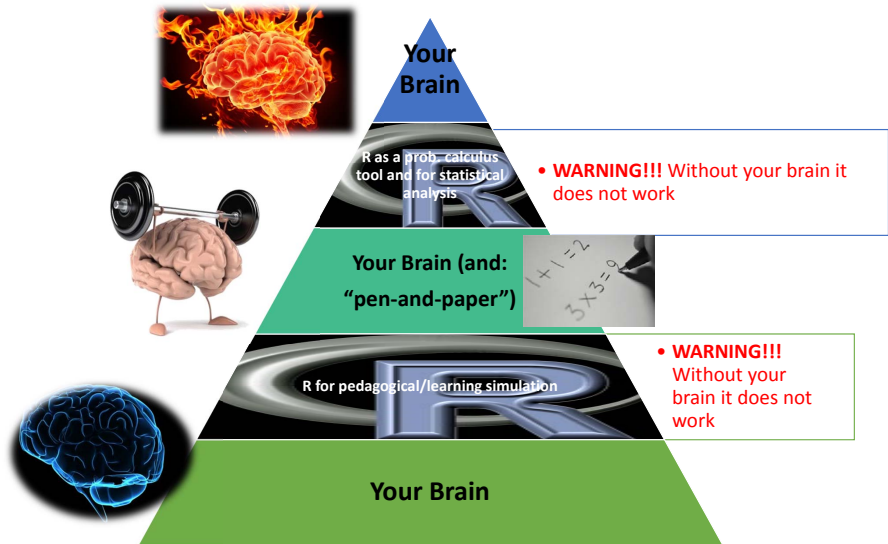 Your
Brain
R as a prob. calculus
tool and for statistical
analysis
• WARNING!!! Without your brain it
does not work
Your Brain (and:
“pen-and-paper”)
1+1=2
3×3=9
R for pedagogical/learning simulation
• WARNING!!!
Without your
brain it does not
work
Your Brain